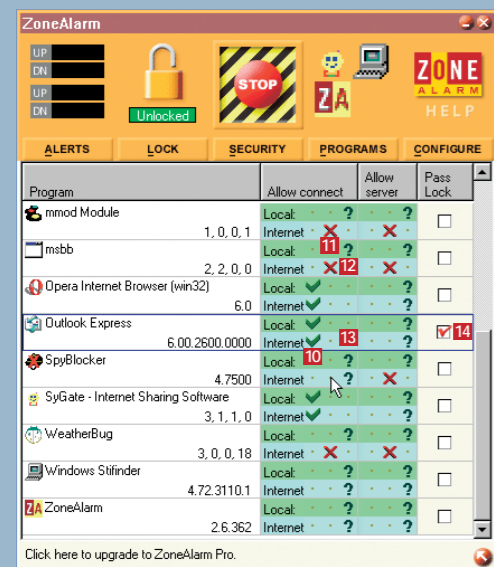 ZoneAlarm
UP
DN
UP
DN
Unlocked
STOP
ZA
ZONE
ALARM
HELP
ALERTS LOCK SECURITY PROGRAMS CONFIGURE
Program Allow connect Allow server Pass Lock
mmod Module Local: ? ?
1, 0, 0, 1 Internet
msbb Local: 11 ? ?
2, 2, 0, 0 Internet 12
Opera Internet Browser (win32) Local: ?
6.0 Internet ?
Outlook Express Local: ?
6.00.2600.0000 Internet 13 ? 14
SpyBlocker Local: 10 ? ?
4.7500 Internet ?
SyGate - Internet Sharing Software Local: ?
3, 1, 1, 0 Internet ?
WeatherBug Local: ? ?
3, 0, 0, 18 Internet
Windows Stifinder Local: ? ?
4.72.3110.1 Internet ? ?
ZA ZoneAlarm Local: ? ?
2.6.362 Internet ? ?
Click here to upgrade to ZoneAlarm Pro.